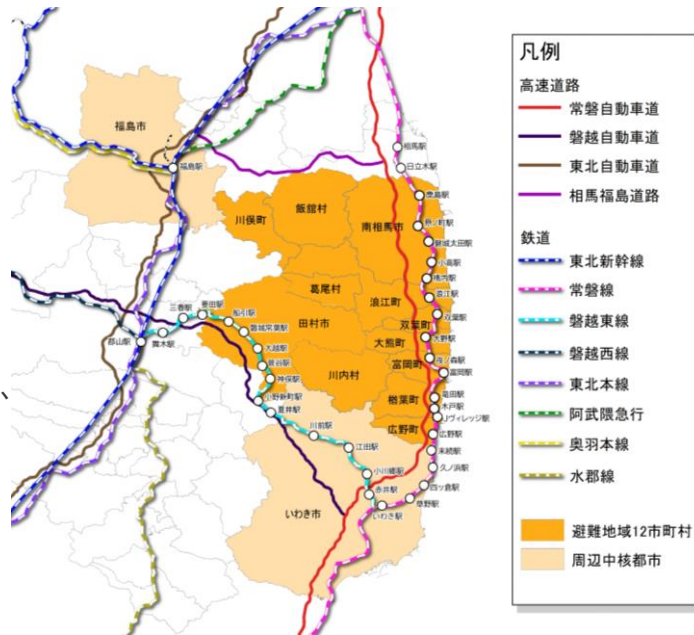 福島市
福島駅
相馬駅
日立木駅
鹿島駅
原ノ町駅
磐城太田駅
小高駅
桃内駅
浪江駅
双葉駅
大野駅
夜ノ森駅
富岡駅
竜田駅
木戸駅
Jヴィレッジ駅
広野駅
末続駅
久ノ浜駅
四ッ倉駅
草野駅
いわき駅
赤井駅
小川郷駅
江田駅
川前駅
夏井駅
小野新町駅
神俣駅
菅谷駅
大越駅
磐城常葉駅
船引駅
要田駅
三春駅
舞木駅
郡山駅
川俣町
飯舘村
南相馬市
葛尾村
浪江町
田村市
双葉町
大熊町
富岡町
川内村
楢葉町
広野町
いわき市
、
凡例
高速道路
常磐自動車道
磐越自動車道
東北自動車道
相馬福島道路
鉄道
東北新幹線
常磐線
磐越東線
磐越西線
東北本線
阿武隈急行
奥羽本線
水郡線
避難地域12市町村
周辺中核都市